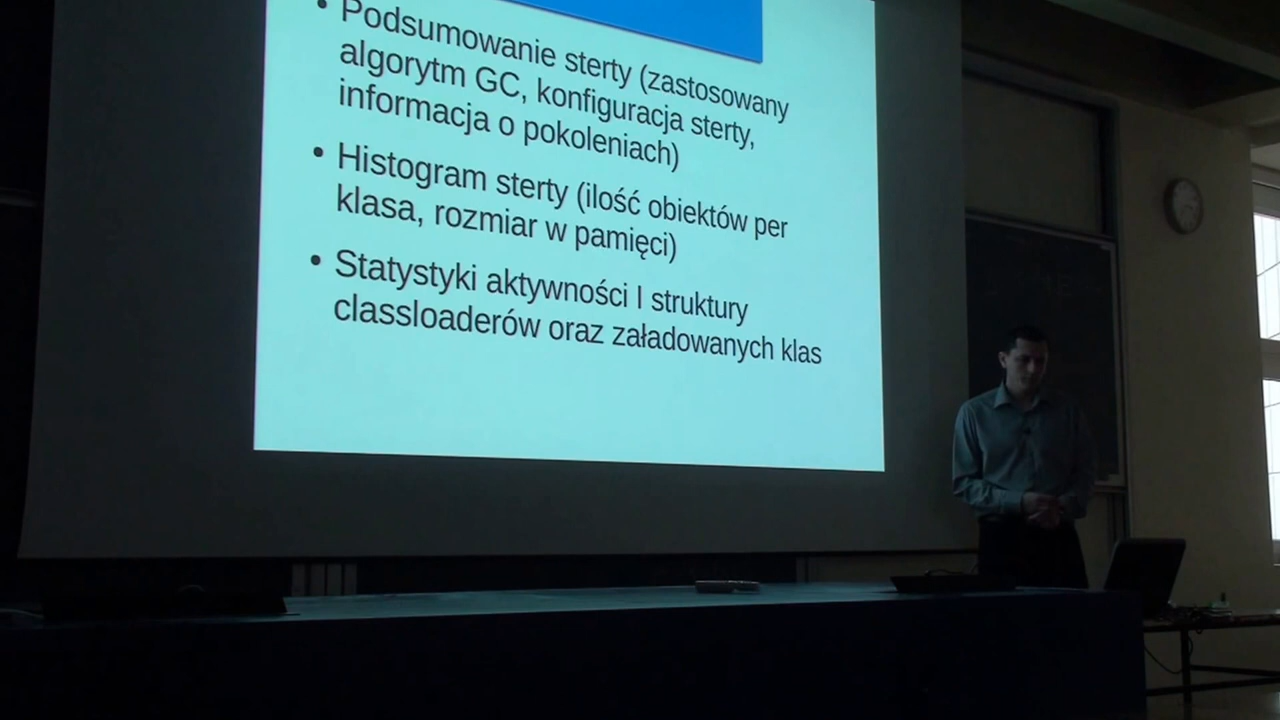 • Podsumowanie sterty (zastosowany
algorytm GC, konfiguracja sterty,
informacja o pokoleniach)
• Histogram sterty (ilość obiektów per
klasa, rozmiar w pamięci)
• Statystyki aktywności I struktury
classloaderów oraz załadowanych klas